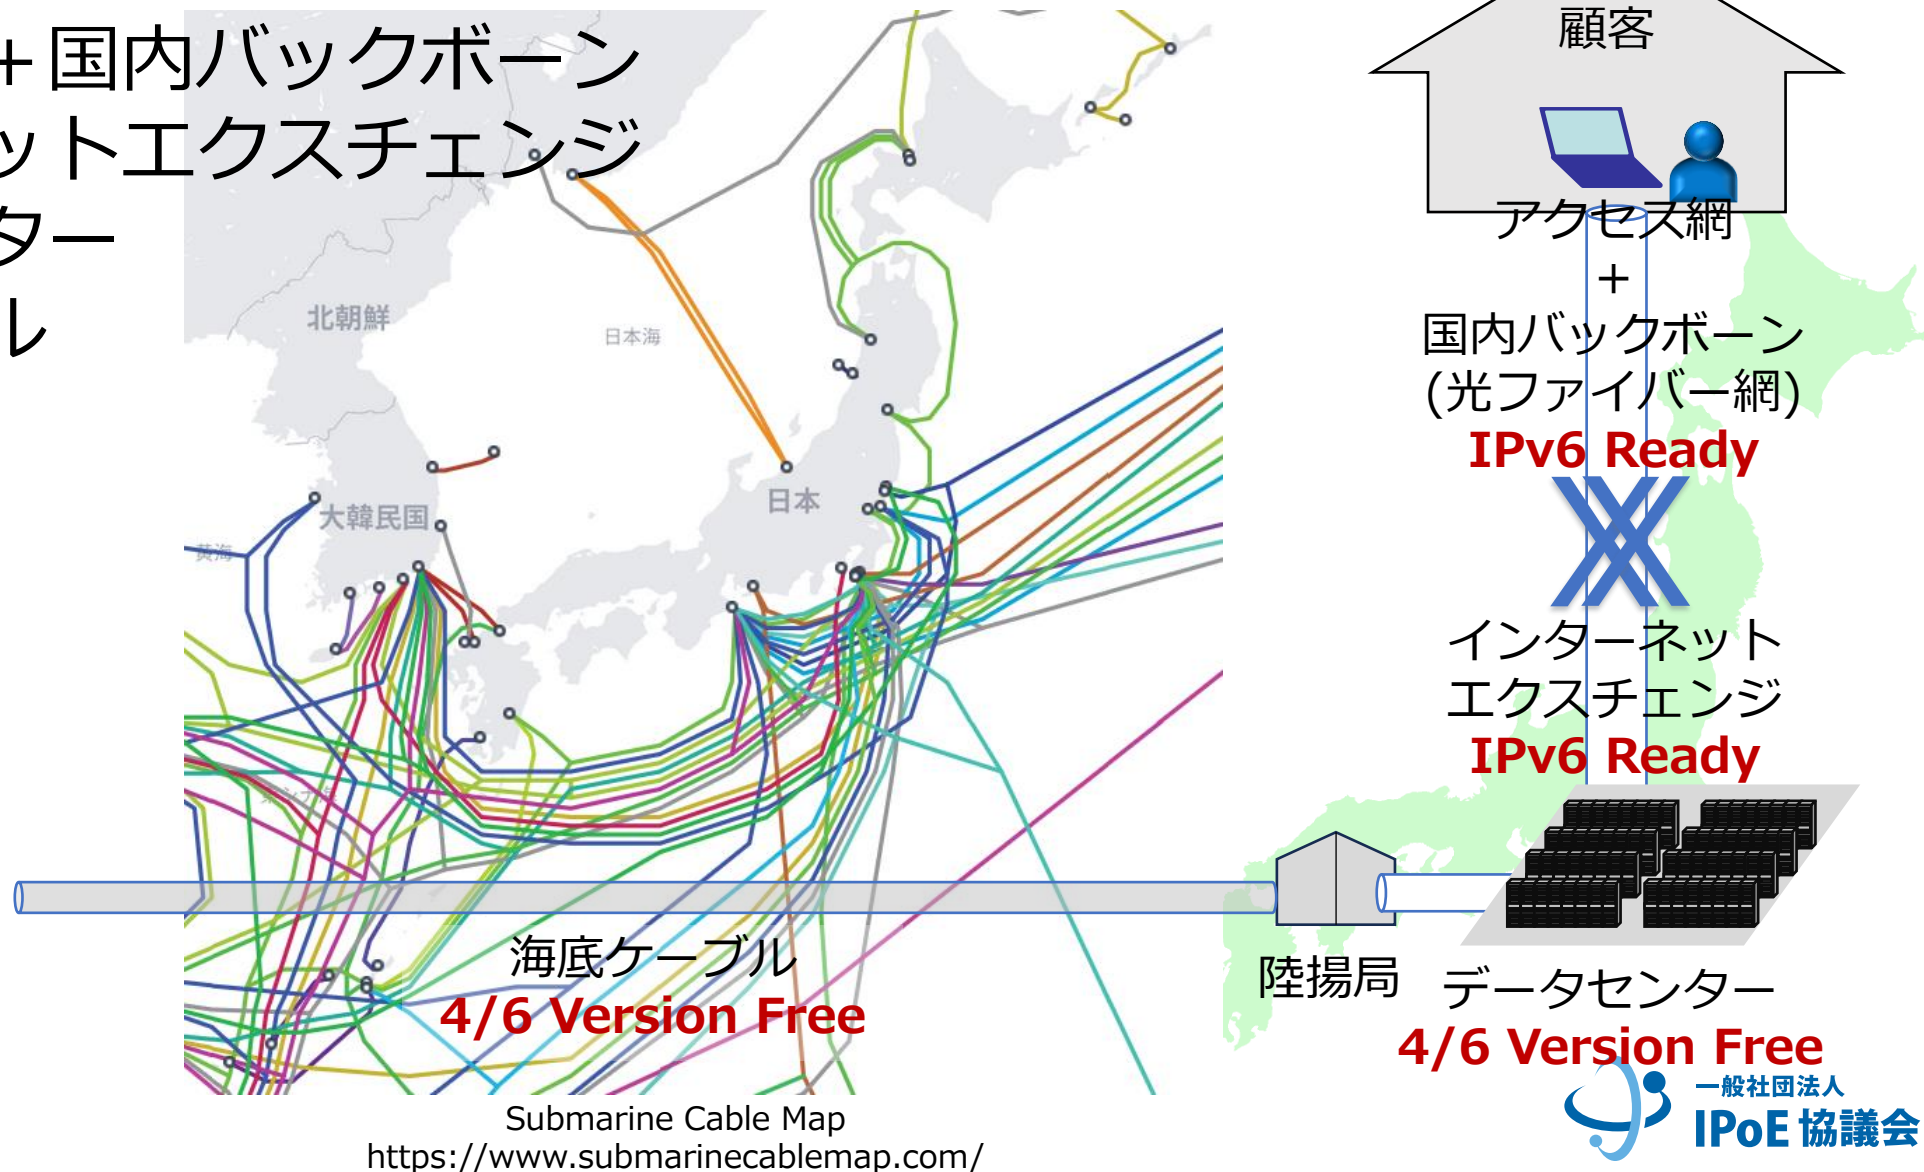 +国内バックボーン
ットエクスチェンジ
ター
ル
北朝鮮
日本海
大韓民国
黄海
日本
海底ケーブル
4/6 Version Free
Submarine Cable Map
https://www.submarinecablemap.com/
顧客
アクセス網
+
国内バックボーン
(光ファイバー網)
IPv6 Ready
インターネット
エクスチェンジ
IPv6 Ready
陸揚局
データセンター
4/6 Version Free
一般社団法人
IPoE 協議会